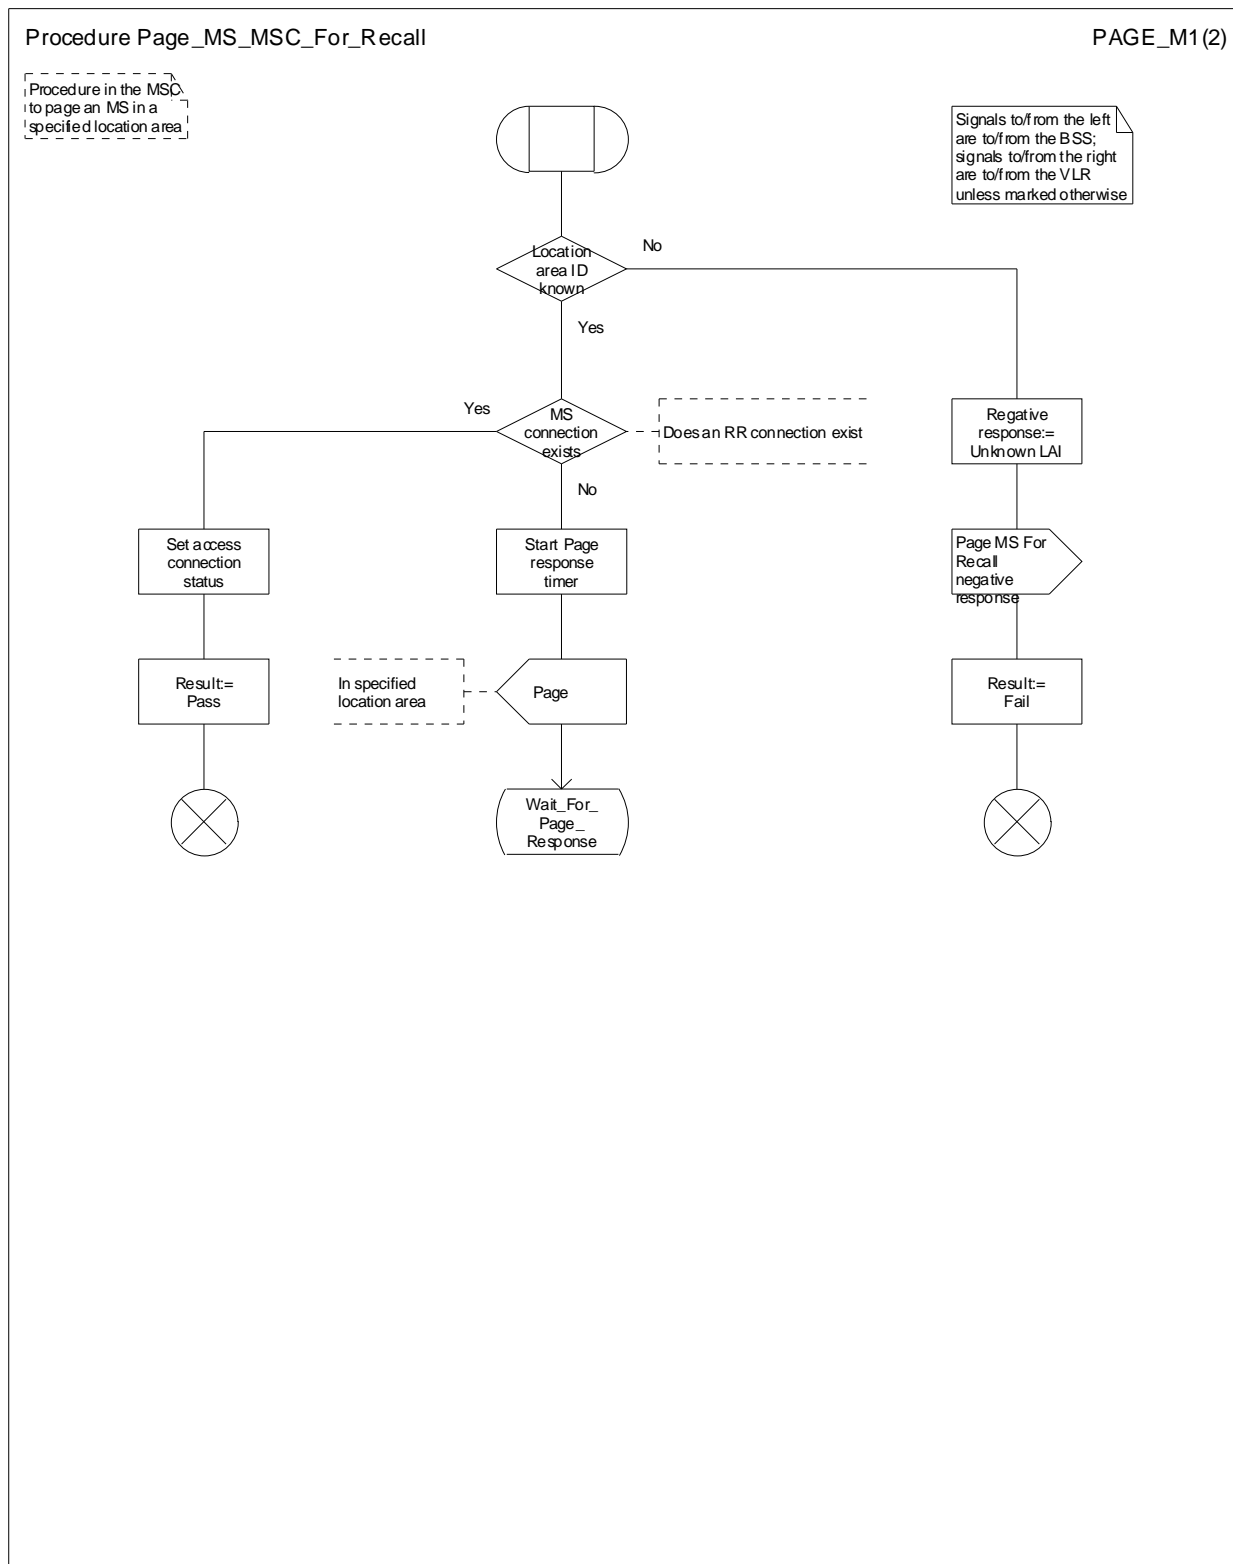 Procedure Page_MS_MSC_For_Recall
PAGE_M1(2)
Procedure in the MSC
to page an MS in a
specified location area
Signals to/from the left
are to/from the BSS;
signals to/from the right
are to/from the VLR
unless marked otherwise
Location
area ID
known
No
Yes
Yes
MS
connection
exists
Does an RR connection exist
Regative
response:=
Unknown LAI
No
Set access
connection
status
Start Page
response
timer
Page MS For
Recall
negative
response
Result:=
Pass
In specified
location area
Page
Result:=
Fail
Wait_For_
Page_
Response